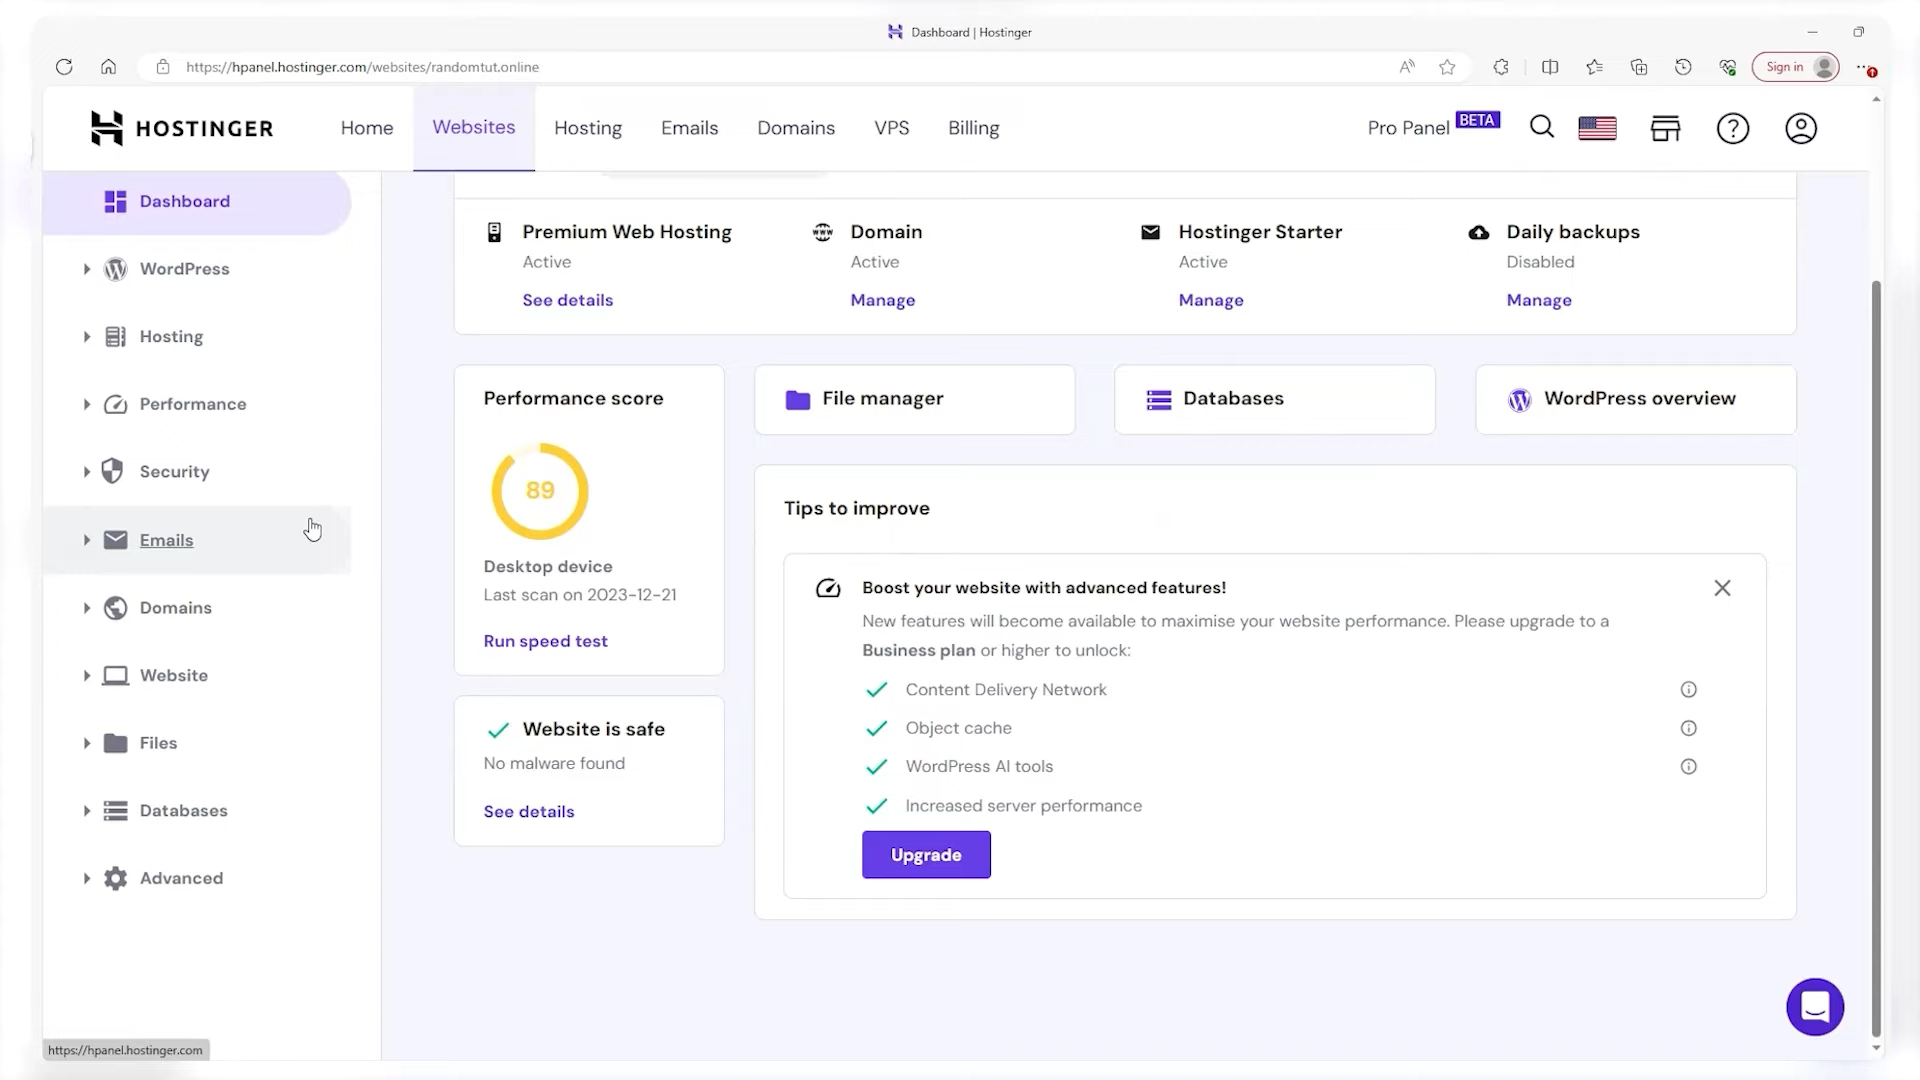 Dashboard | Hostinger
https://hpanel.hostinger.com/websites/randomtut.online
Sign in
HOSTINGER
Home
Websites
Hosting
Emails
Domains
VPS
Billing
Pro Panel BETA
Dashboard
WordPress
Hosting
Performance
Security
Emails
Domains
Website
Files
Databases
Advanced
Premium Web Hosting
Active
See details
Domain
Active
Manage
Hostinger Starter
Active
Manage
Daily backups
Disabled
Manage
Performance score
89
Desktop device
Last scan on 2023-12-21
Run speed test
Website is safe
No malware found
See details
File manager
Databases
WordPress overview
Tips to improve
Boost your website with advanced features!
New features will become available to maximise your website performance. Please upgrade to a
Business plan or higher to unlock:
Content Delivery Network
Object cache
WordPress AI tools
Increased server performance
Upgrade
https://hpanel.hostinger.com